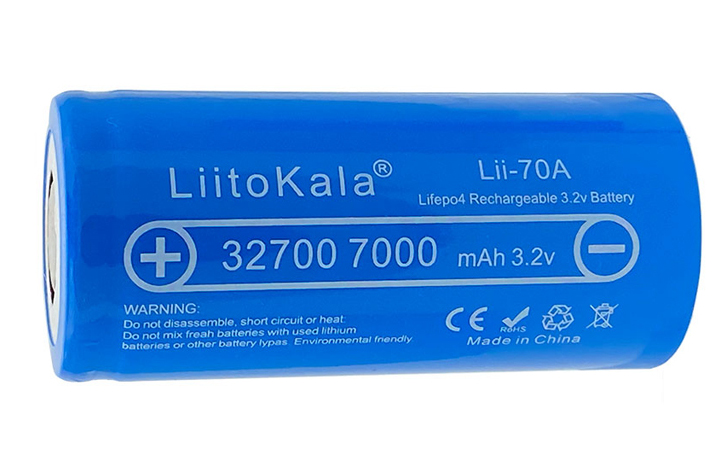 LiitoKala®
Lii-70A
Lifepo4 Rechargeable 3.2v Battery
+ 32700 7000 mAh 3.2v −
WARNING:
Do not disassemble, short circuit or heat:
Do not mix freah batteries with used lithium
batteries or other battery lypas. Environmental friendly
CE RoHS
Made in China